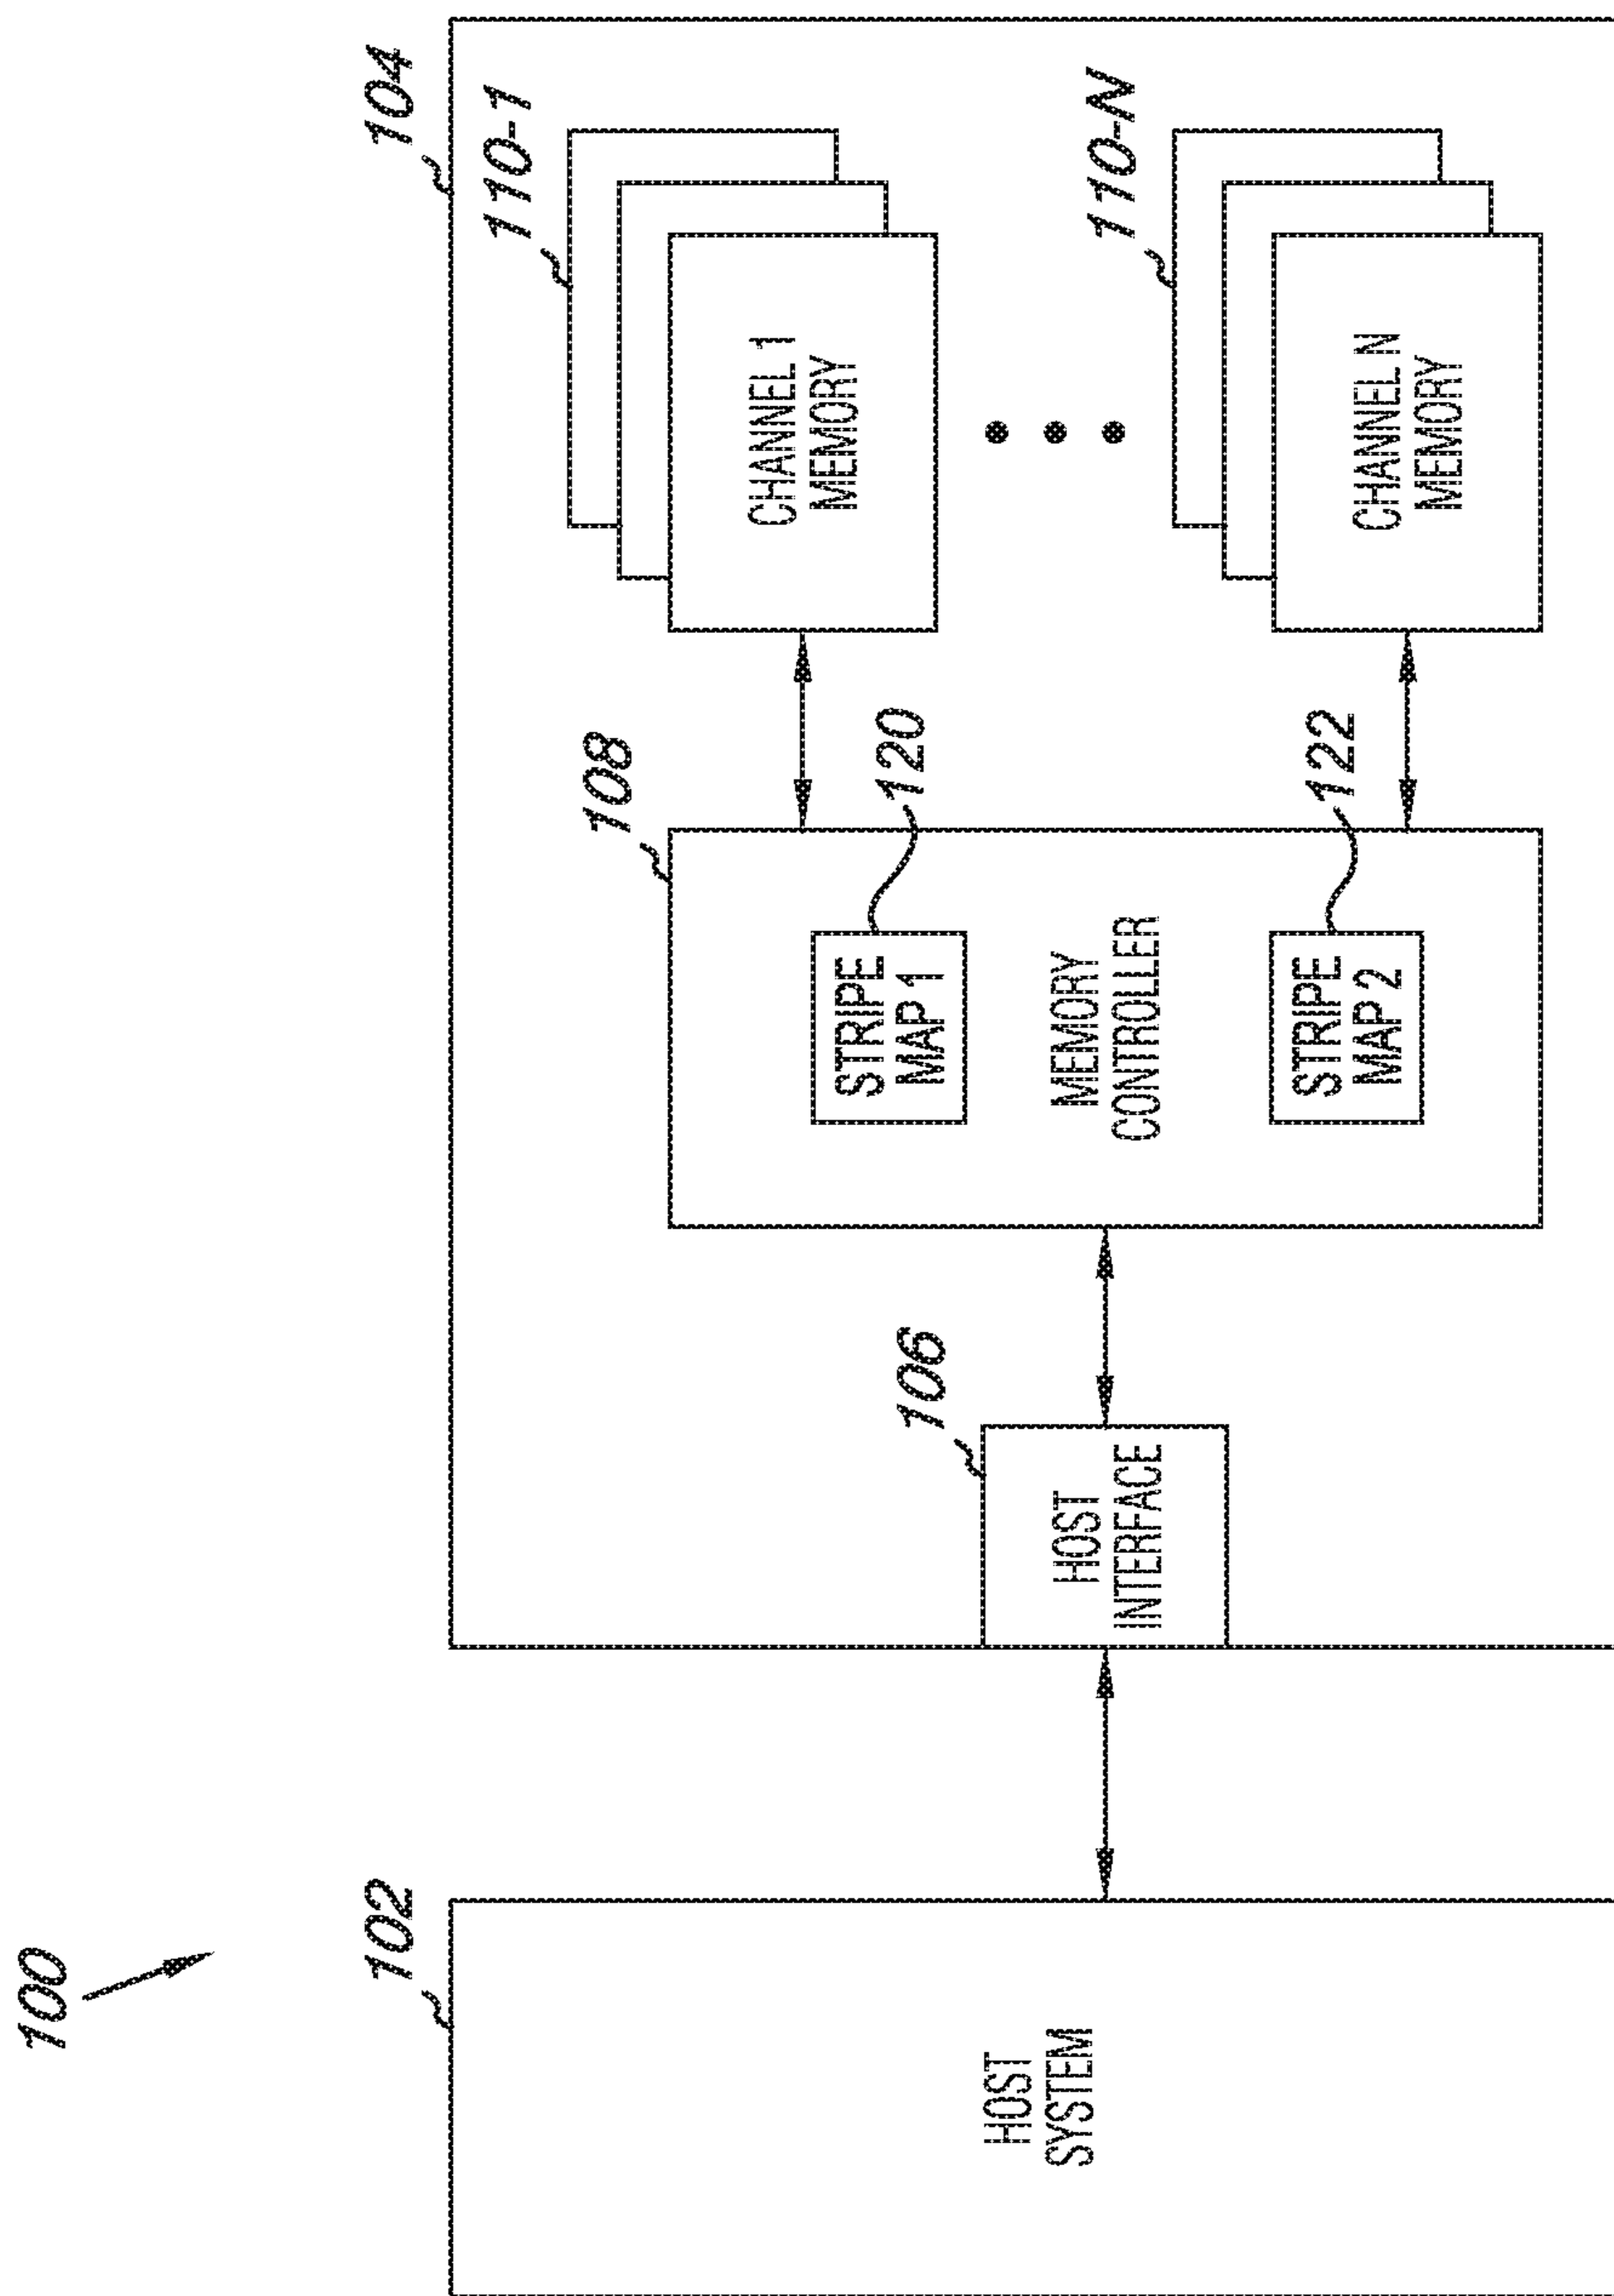 100
102
HOST
SYSTEM
104
106
HOST
INTERFACE
108
STRIPE
MAP 1
120
MEMORY
CONTROLLER
STRIPE
MAP 2
122
110-1
CHANNEL 1
MEMORY
110-N
CHANNEL N
MEMORY